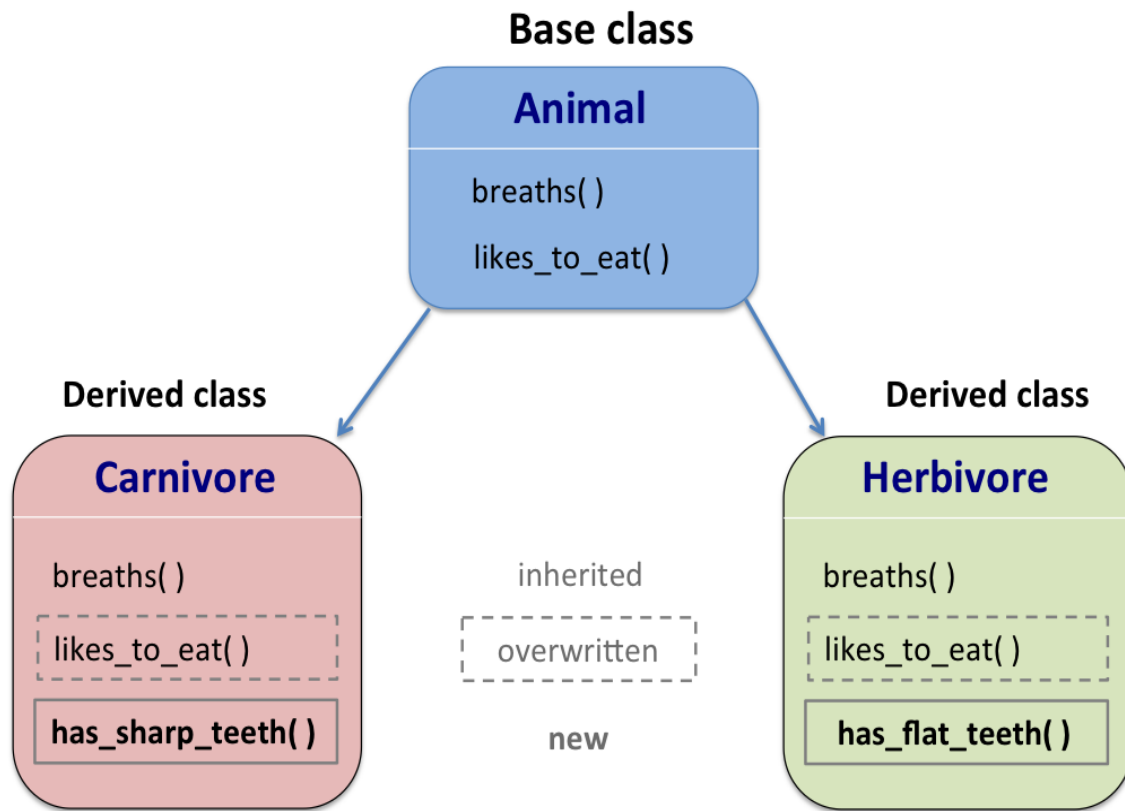 Base class
Animal
breaths( )
likes_to_eat( )
Derived class
Carnivore
breaths( )
likes_to_eat( )
has_sharp_teeth( )
inherited
overwritten
new
Derived class
Herbivore
breaths( )
likes_to_eat( )
has_flat_teeth( )